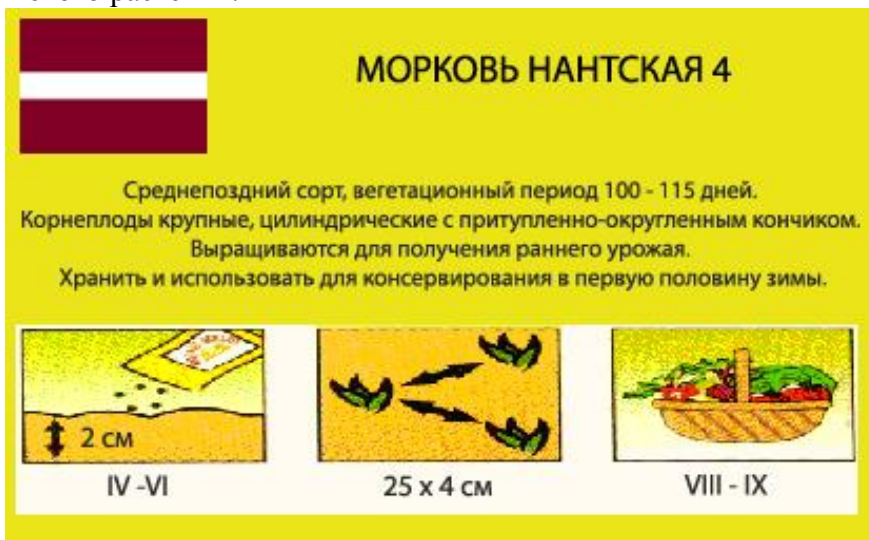 МОРКОВЬ НАНТСКАЯ 4
Среднепоздний сорт, вегетационный период 100 - 115 дней.
Корнеплоды крупные, цилиндрические с притупленно-округленным кончиком.
Выращиваются для получения раннего урожая.
Хранить и использовать для консервирования в первую половину зимы.
2 см
IV -VI
25 x 4 см
VIII - IX